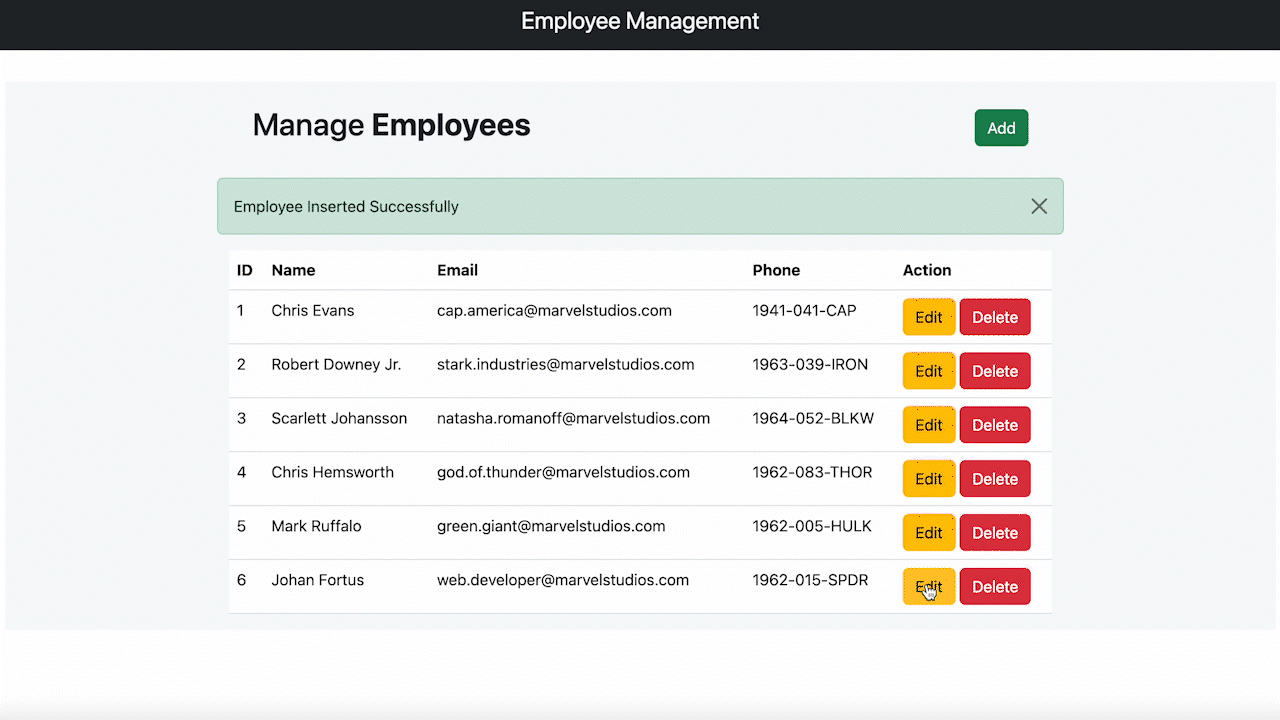 Employee Management
Manage Employees
Add
Employee Inserted Successfully
ID Name Email Phone Action
1 Chris Evans cap.america@marvelstudios.com 1941-041-CAP Edit Delete
2 Robert Downey Jr. stark.industries@marvelstudios.com 1963-039-IRON Edit Delete
3 Scarlett Johansson natasha.romanoff@marvelstudios.com 1964-052-BLKW Edit Delete
4 Chris Hemsworth god.of.thunder@marvelstudios.com 1962-083-THOR Edit Delete
5 Mark Ruffalo green.giant@marvelstudios.com 1962-005-HULK Edit Delete
6 Johan Fortus web.developer@marvelstudios.com 1962-015-SPDR Edit Delete